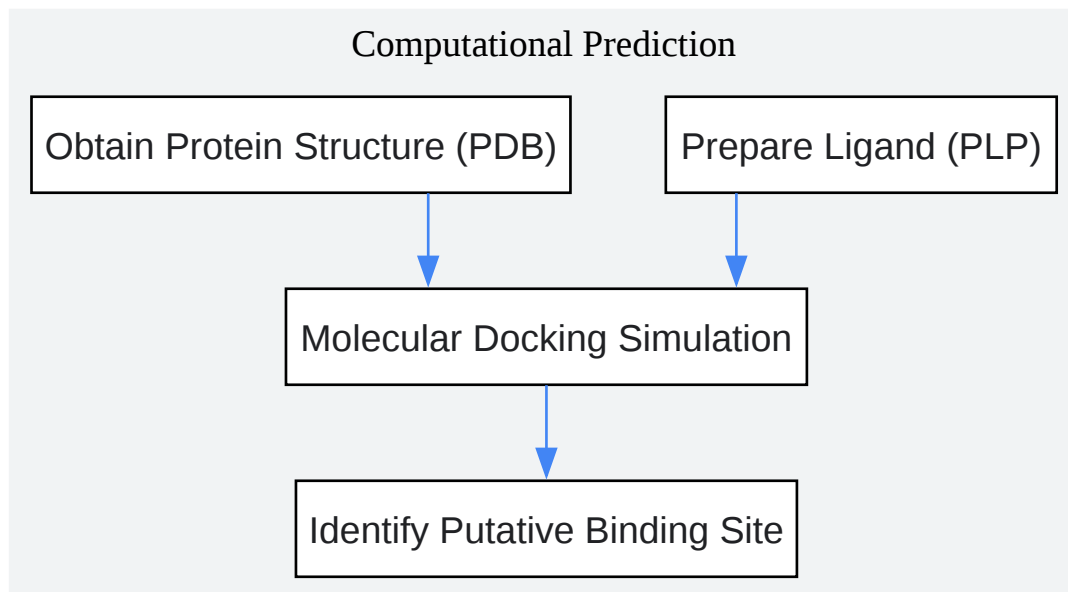 Computational Prediction
Obtain Protein Structure (PDB)
Prepare Ligand (PLP)
Molecular Docking Simulation
Identify Putative Binding Site